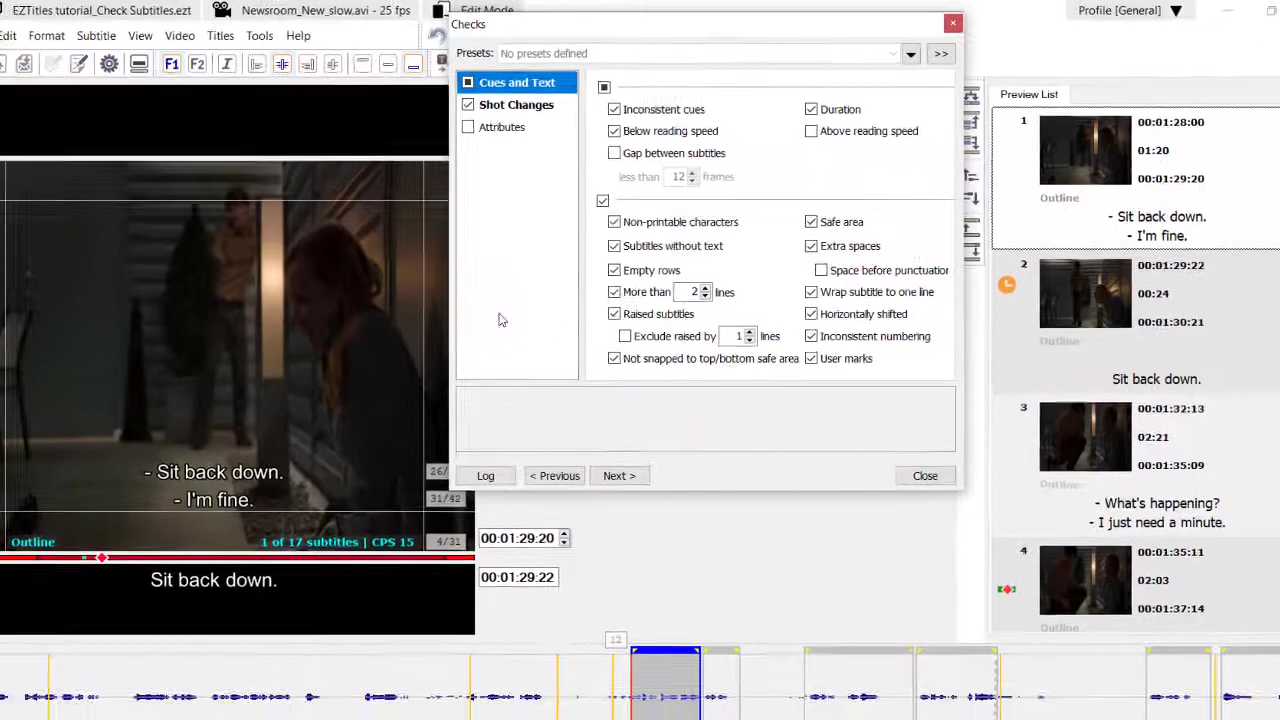 EZTitles tutorial_Check Subtitles.ezt
Newsroom_New_slow.avi - 25 fps
Edit Mode
Profile [General]
Edit Format Subtitle View Video Titles Tools Help
F1 F2 I
Checks
Presets: No presets defined
>>
Cues and Text
Shot Changes
Attributes
Inconsistent cues
Duration
Below reading speed
Above reading speed
Gap between subtitles
less than 12 frames
Non-printable characters
Safe area
Subtitles without text
Extra spaces
Empty rows
Space before punctuation
More than 2 lines
Wrap subtitle to one line
Raised subtitles
Horizontally shifted
Exclude raised by 1 lines
Inconsistent numbering
Not snapped to top/bottom safe area
User marks
Log
< Previous
Next >
Close
- Sit back down.
- I'm fine.
26/
31/42
4/31
Outline
1 of 17 subtitles | CPS 15
Sit back down.
00:01:29:20
00:01:29:22
12
Preview List
1
00:01:28:00
01:20
00:01:29:20
Outline
- Sit back down.
- I'm fine.
2
00:01:29:22
00:24
00:01:30:21
Outline
Sit back down.
3
00:01:32:13
02:21
00:01:35:09
Outline
- What's happening?
- I just need a minute.
4
00:01:35:11
02:03
00:01:37:14
Outline